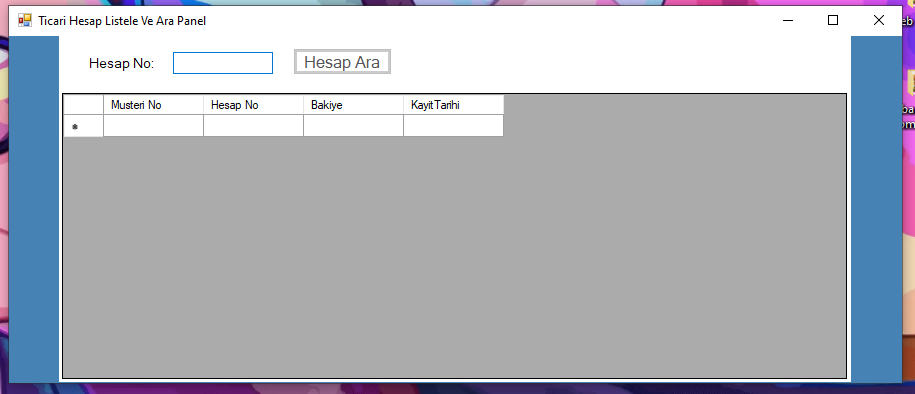 Ticari Hesap Listele Ve Ara Panel
Hesap No: Hesap Ara
Musteri No Hesap No Bakiye KayitTarihi